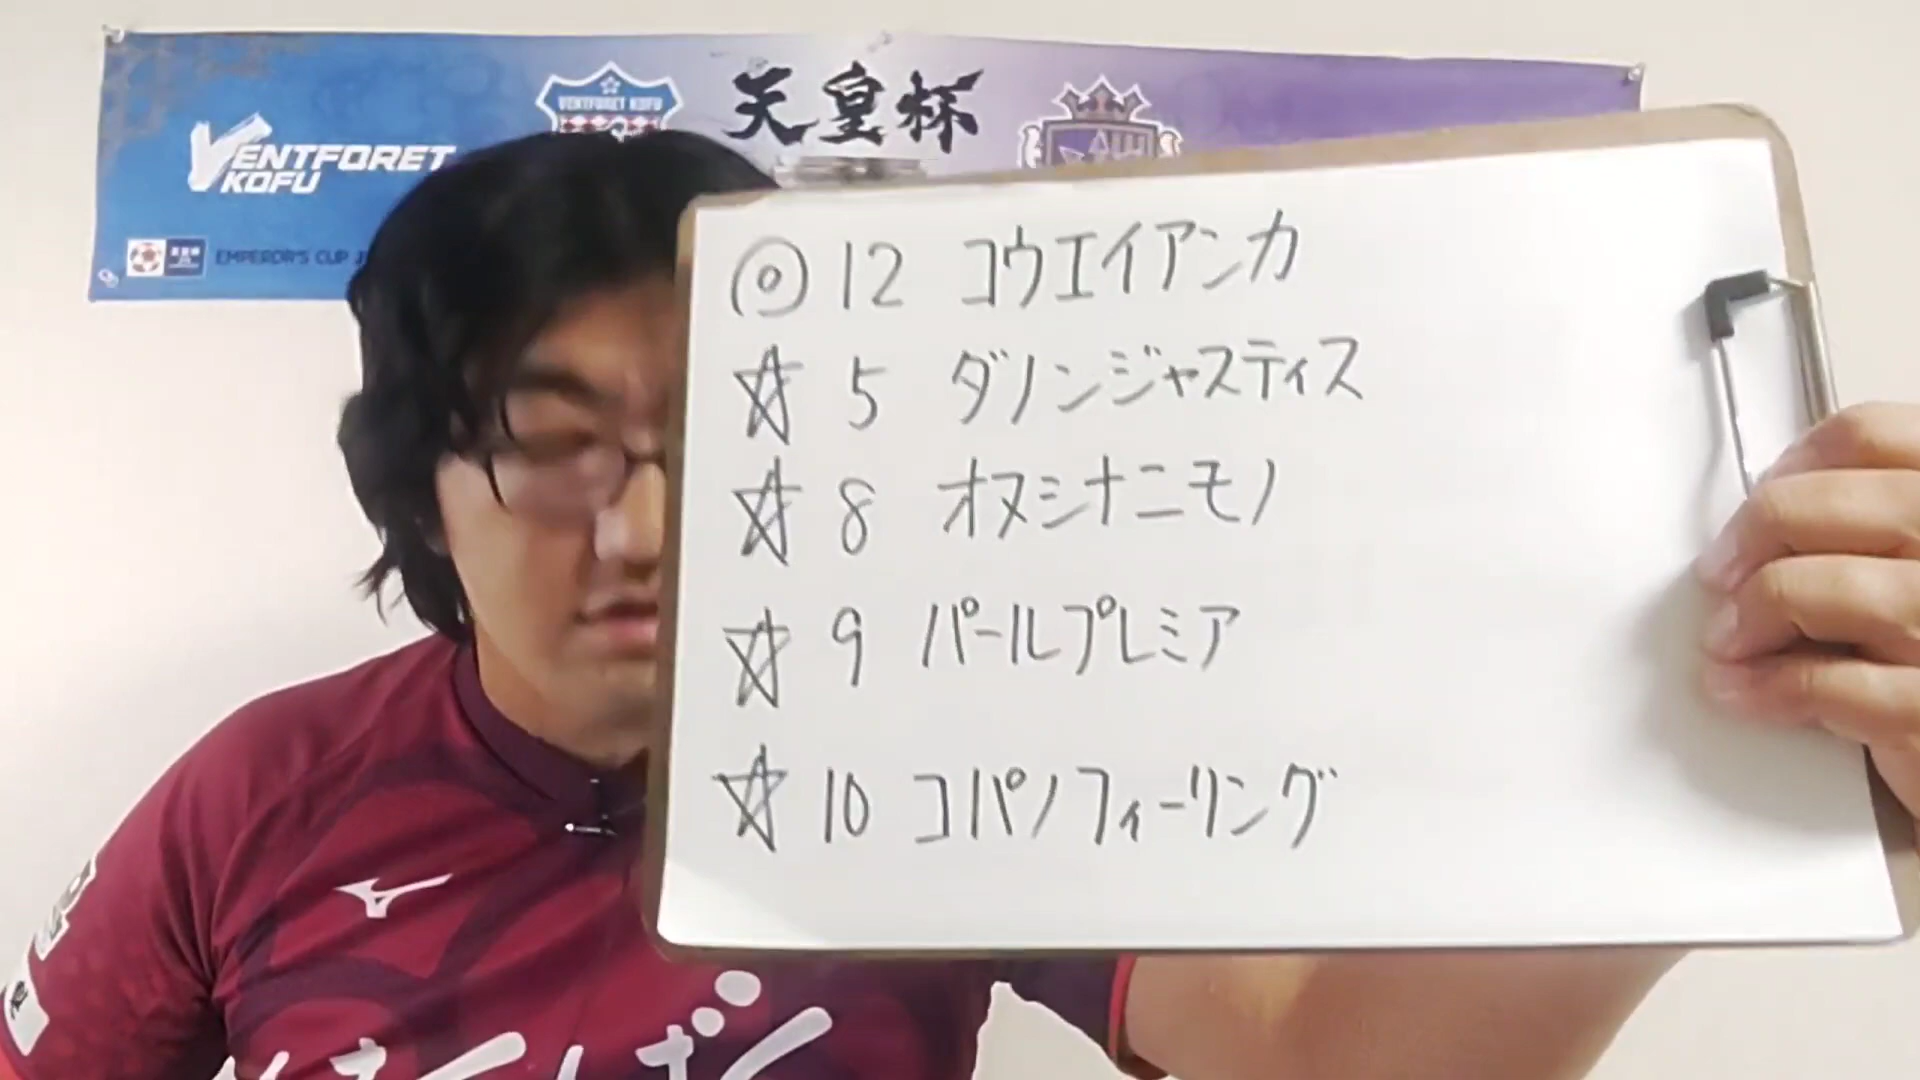 天皇杯
VENTFORET KOFU
VENTFORET
KOFU
EMPEROR'S CUP
◎ 12 コウエイアンカ
☆ 5 ダノンジャスティス
☆ 8 オヌシナニモノ
☆ 9 パールプレミア
☆ 10 コパノフィーリング